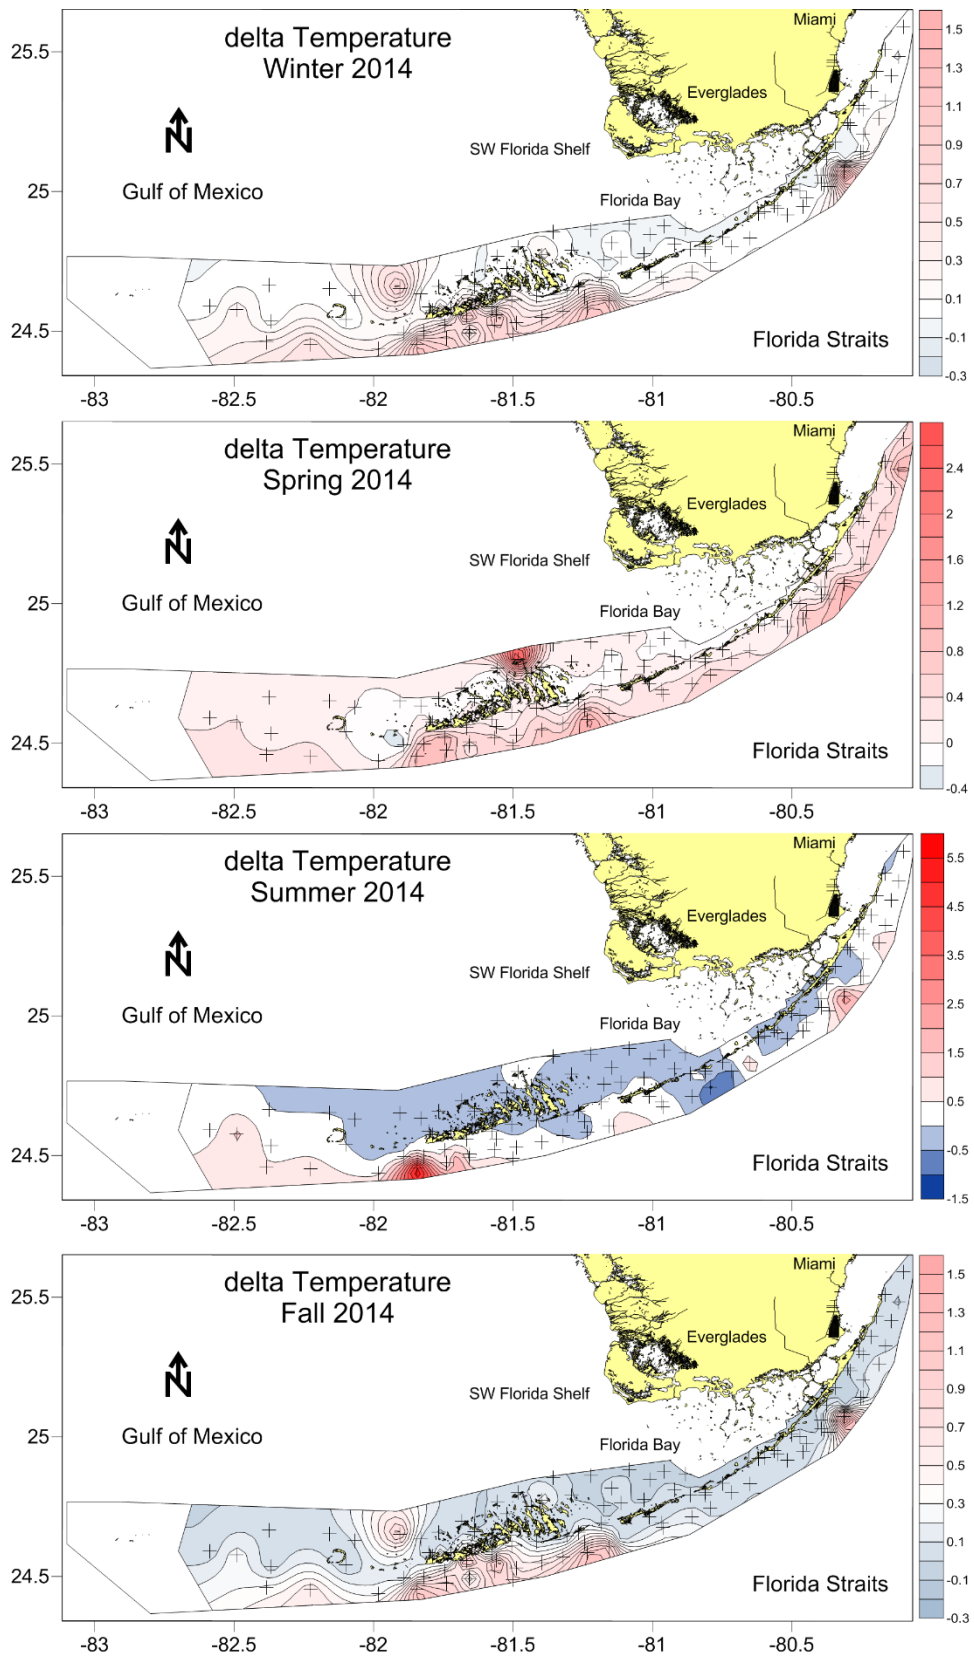 delta Temperature
Winter 2014
Miami
Everglades
SW Florida Shelf
N
Gulf of Mexico
Florida Bay
Florida Straits
25.5
25
24.5
-83
-82.5
-82
-81.5
-81
-80.5
1.5
1.3
1.1
0.9
0.7
0.5
0.3
0.1
-0.1
-0.3
delta Temperature
Spring 2014
Miami
Everglades
SW Florida Shelf
N
Gulf of Mexico
Florida Bay
Florida Straits
25.5
25
24.5
-83
-82.5
-82
-81.5
-81
-80.5
2.4
2
1.6
1.2
0.8
0.4
0
-0.4
delta Temperature
Summer 2014
Miami
Everglades
SW Florida Shelf
N
Gulf of Mexico
Florida Bay
Florida Straits
25.5
25
24.5
-83
-82.5
-82
-81.5
-81
-80.5
5.5
4.5
3.5
2.5
1.5
0.5
-0.5
-1.5
delta Temperature
Fall 2014
Miami
Everglades
SW Florida Shelf
N
Gulf of Mexico
Florida Bay
Florida Straits
25.5
25
24.5
-83
-82.5
-82
-81.5
-81
-80.5
1.5
1.3
1.1
0.9
0.7
0.5
0.3
0.1
-0.1
-0.3